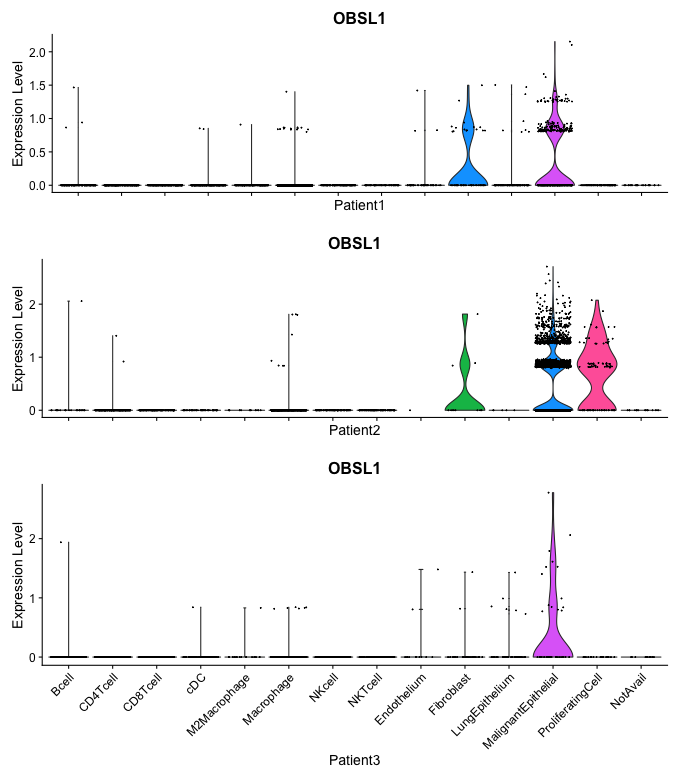 OBSL1
Expression Level
2.0
1.5
1.0
0.5
0.0
Patient1
OBSL1
Expression Level
2
1
0
Patient2
OBSL1
Expression Level
2
1
0
Bcell
CD4Tcell
CD8Tcell
cDC
M2Macrophage
Macrophage
NKcell
NKTcell
Endothelium
Fibroblast
LungEpithelium
MalignantEpithelial
ProliferatingCell
NotAvail
Patient3